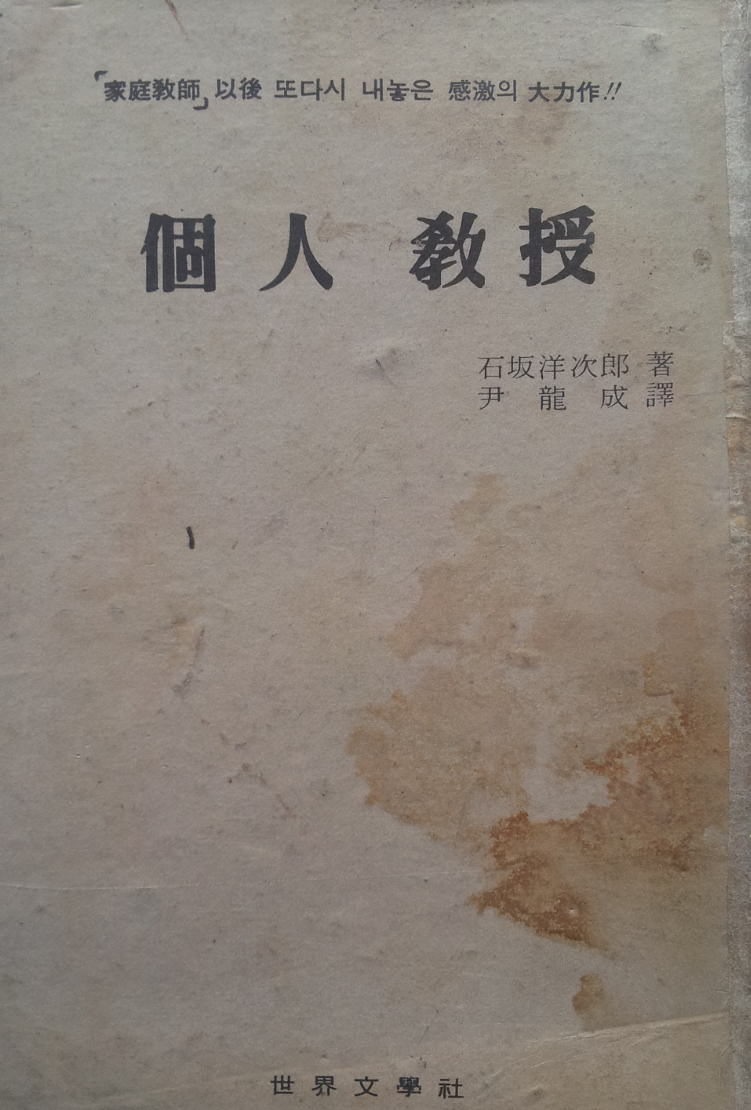 「家庭教師」 以後 또다시 내놓은 感激의 大力作!!
個人 教授
石坂洋次郎 著
尹龍成 譯
世界文學社